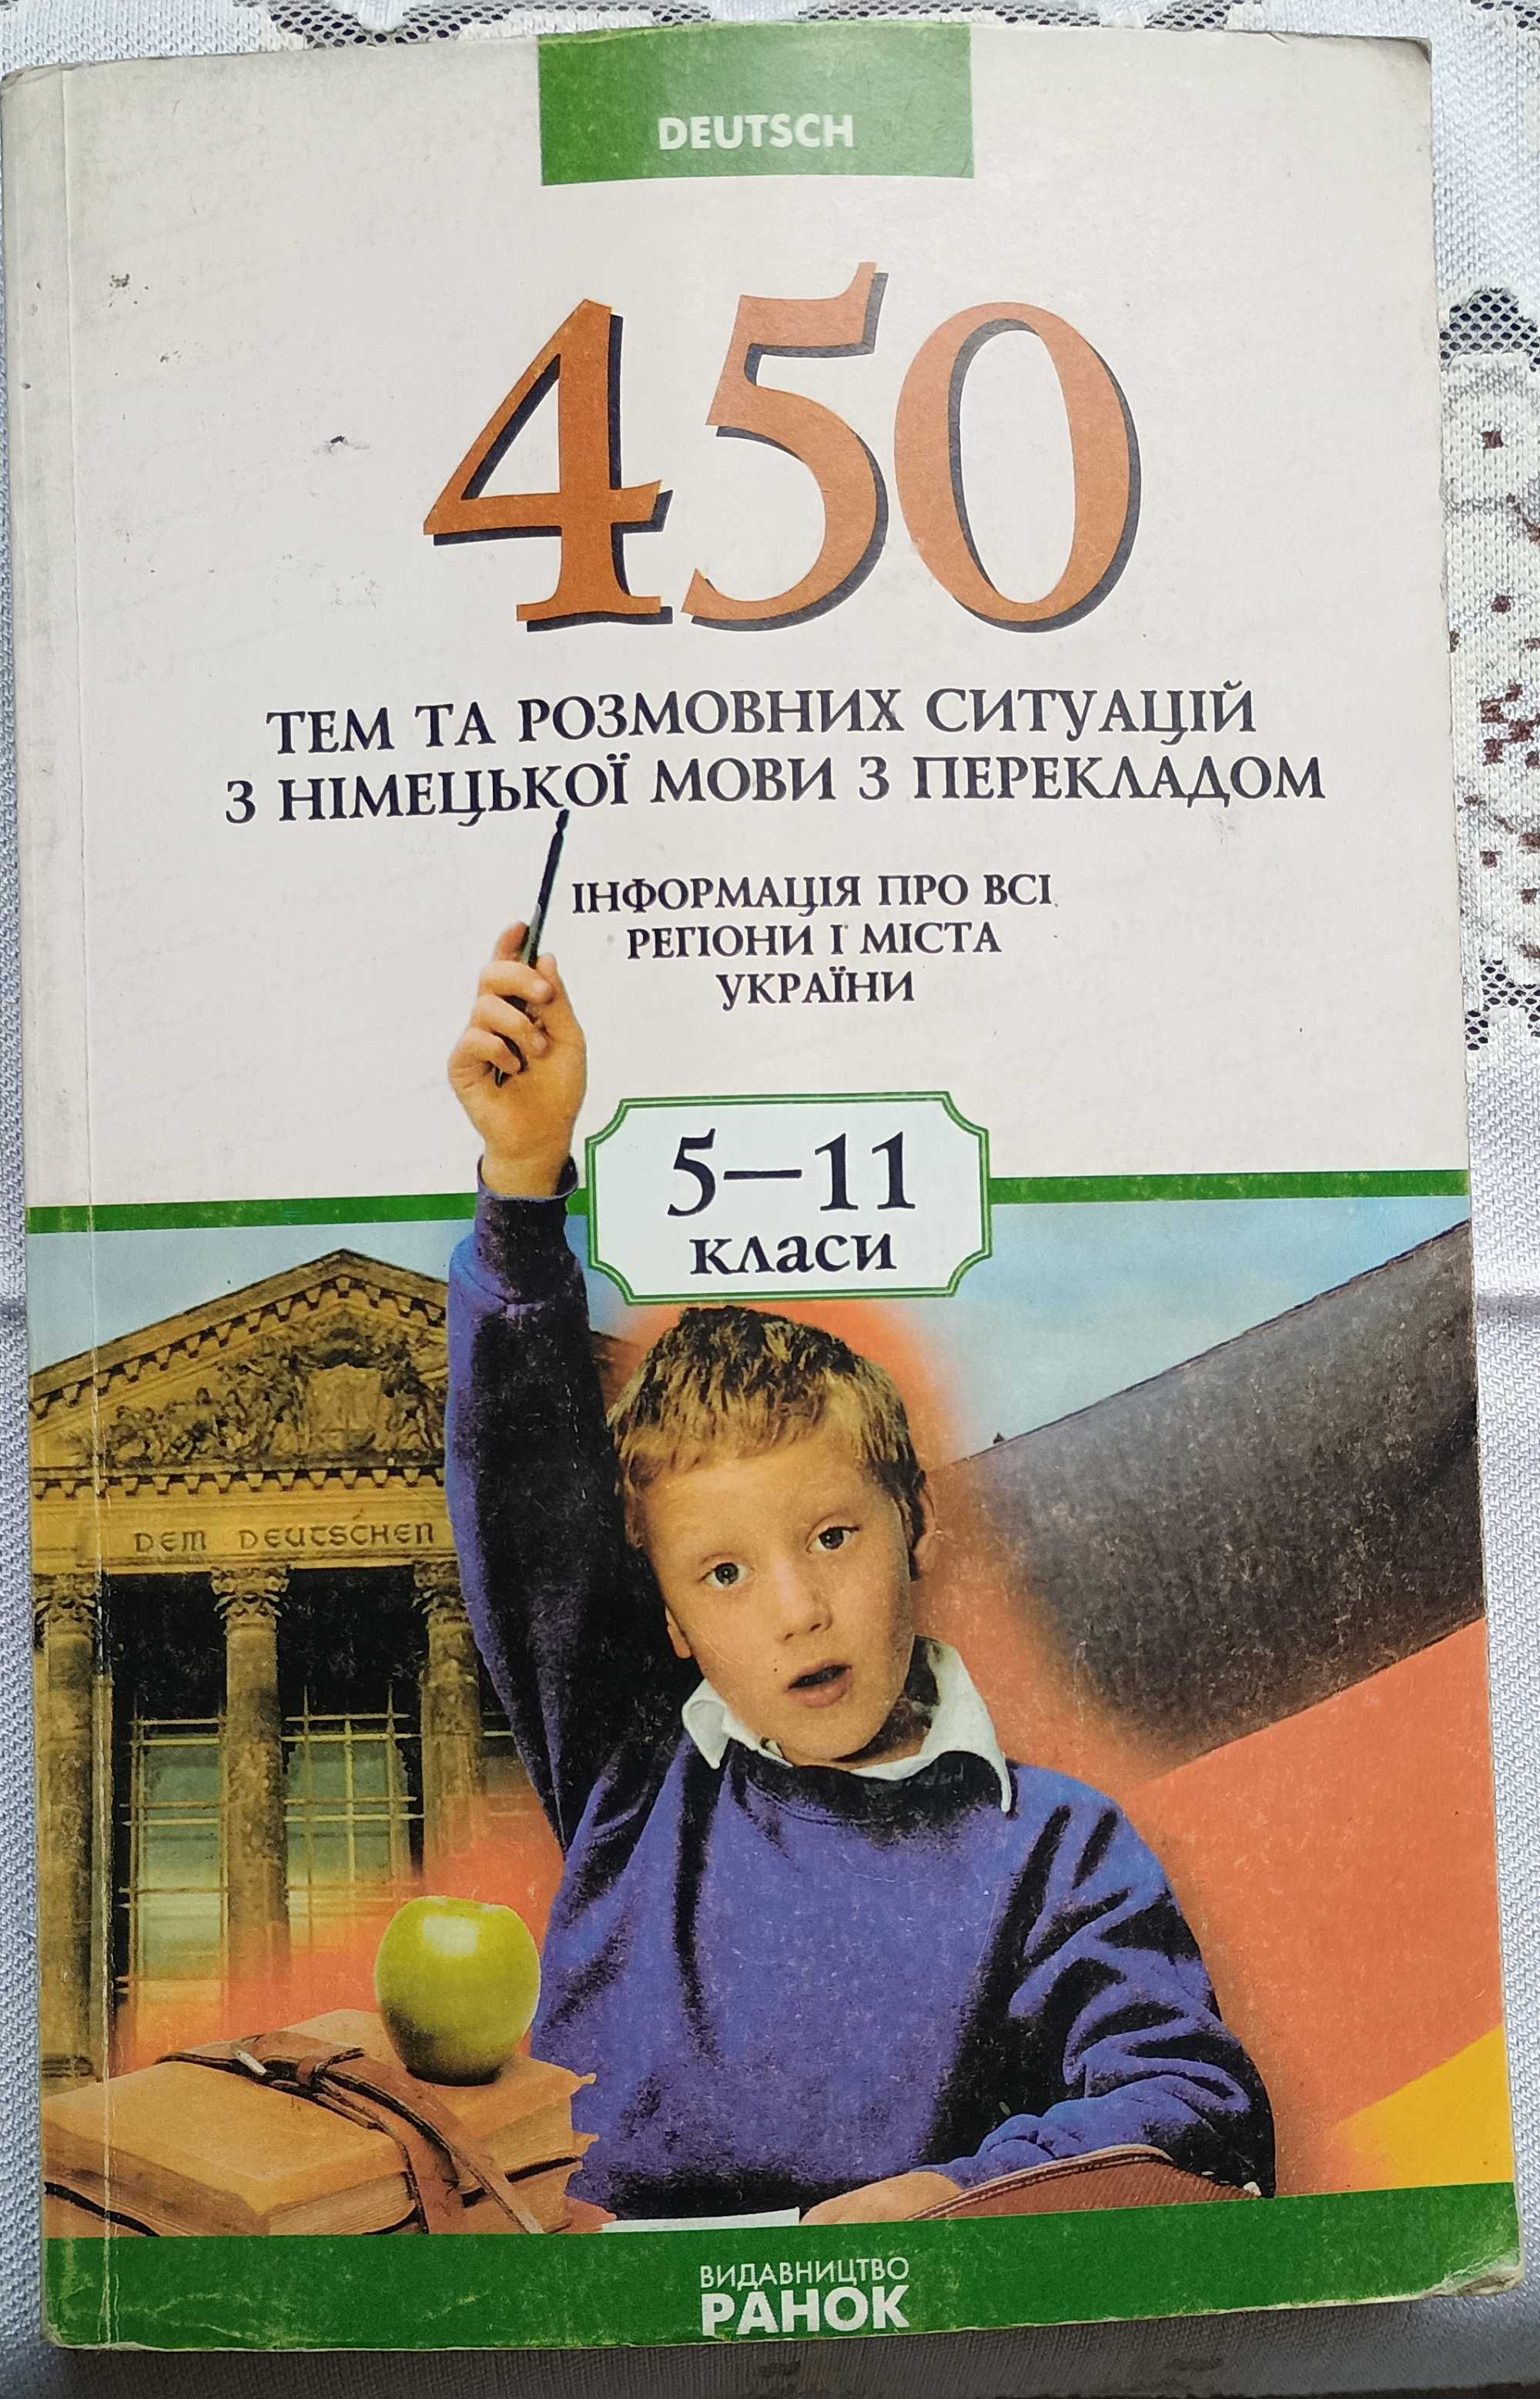 DEUTSCH
450
ТЕМ ТА РОЗМОВНИХ СИТУАЦІЙ
З НІМЕЦЬКОЇ МОВИ З ПЕРЕКЛАДОМ
ІНФОРМАЦІЯ ПРО ВСІ
РЕГІОНИ І МІСТА
УКРАЇНИ
5–11
класи
DEM DEUTSCHEN
ВИДАВНИЦТВО
РАНОК